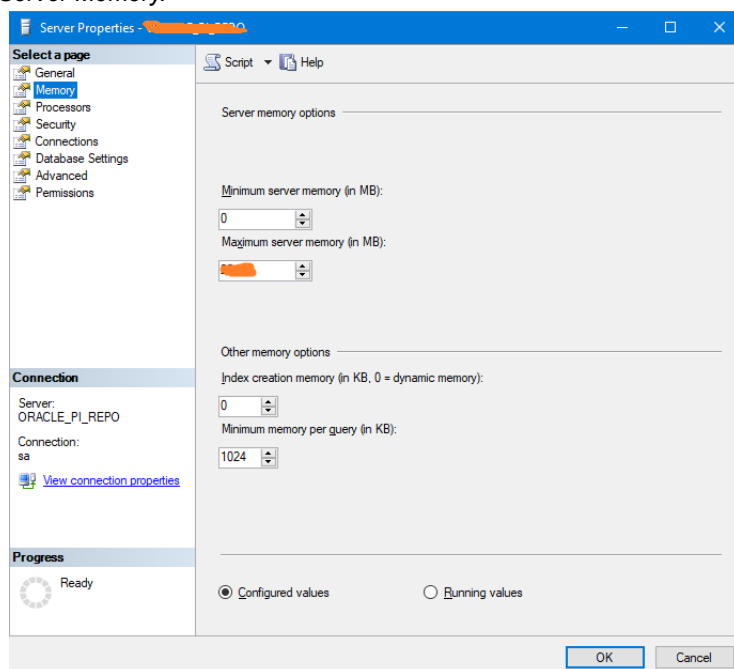 Server Memory.
Server Properties -
Select a page
General
Memory
Processors
Security
Connections
Database Settings
Advanced
Permissions
Script
Help
Server memory options
Minimum server memory (in MB):
0
Maximum server memory (in MB):
Other memory options
Index creation memory (in KB, 0 = dynamic memory):
0
Minimum memory per query (in KB):
1024
Connection
Server:
ORACLE_PI_REPO
Connection:
sa
View connection properties
Progress
Ready
Configured values
Running values
OK
Cancel